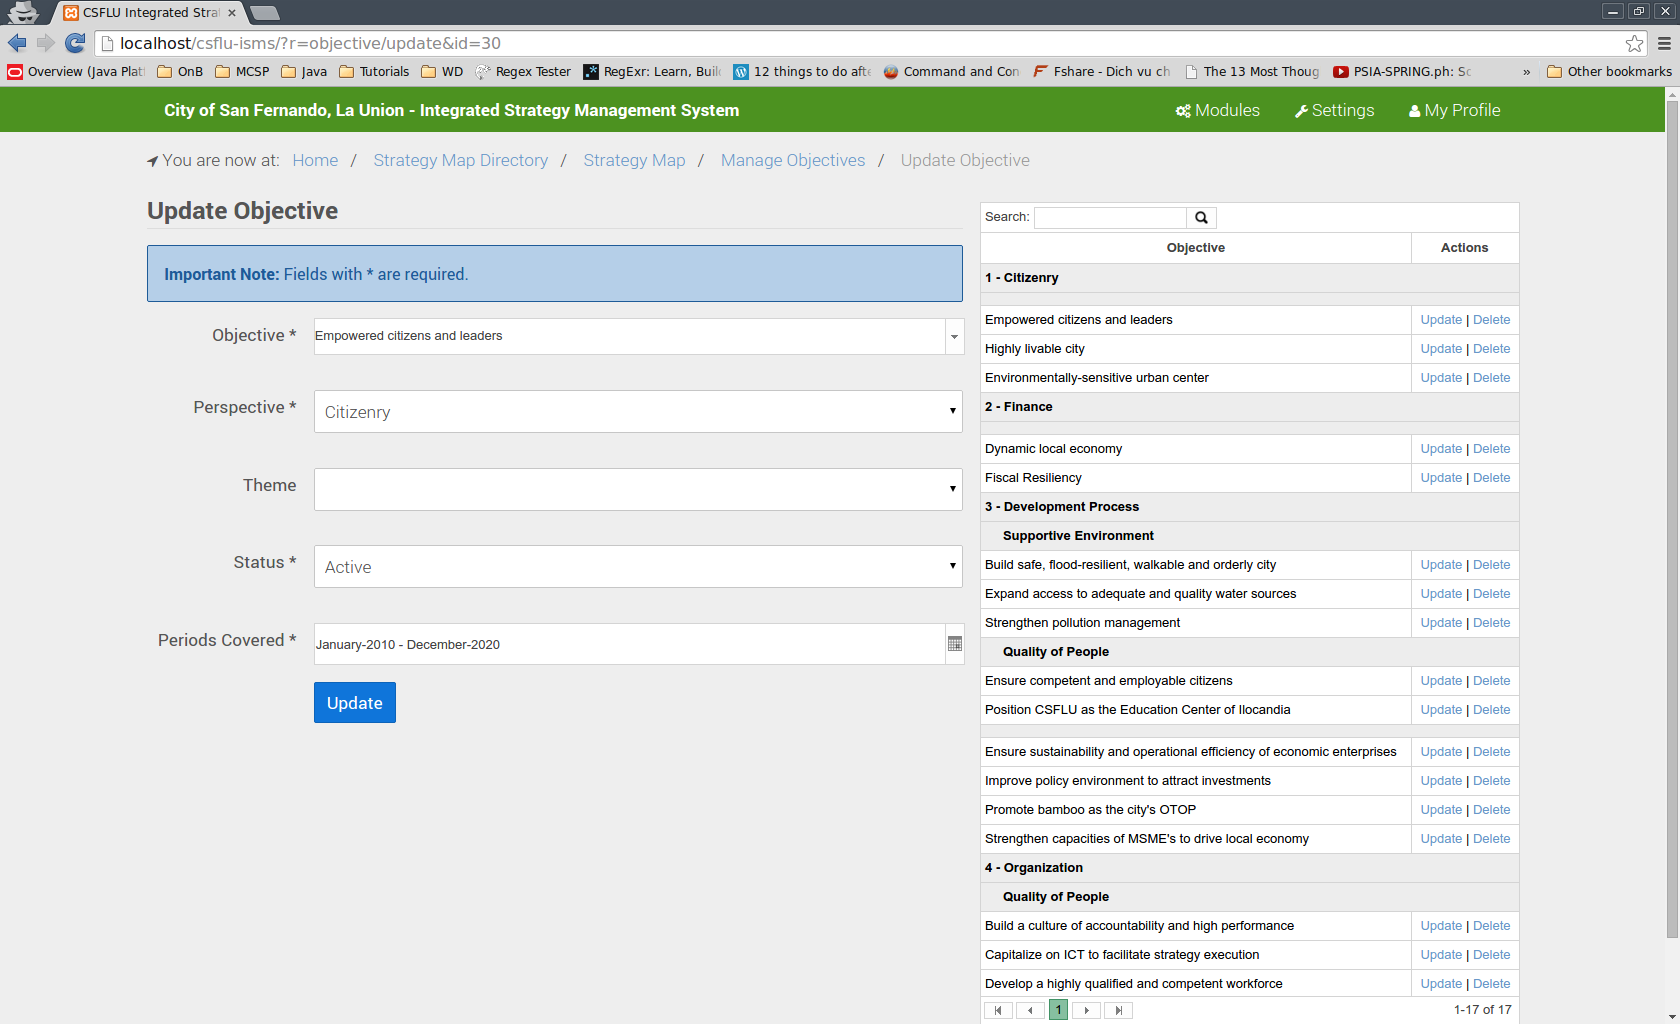 CSFLU Integrated Stra
localhost/csflu-isms/?r=objective/update&id=30
Overview (Java Plat OnB MCSP Java Tutorials WD Regex Tester RegExr: Learn, Buil 12 things to do afte Command and Con Fshare - Dich vu ch The 13 Most Thoug PSIA-SPRING.ph: Sc » Other bookmarks
City of San Fernando, La Union - Integrated Strategy Management System Modules Settings My Profile
You are now at: Home / Strategy Map Directory / Strategy Map / Manage Objectives / Update Objective
Update Objective
Important Note: Fields with * are required.
Objective * Empowered citizens and leaders
Perspective * Citizenry
Theme
Status * Active
Periods Covered * January-2010 - December-2020
Update
Search:
Objective Actions
1 - Citizenry
Empowered citizens and leaders Update | Delete
Highly livable city Update | Delete
Environmentally-sensitive urban center Update | Delete
2 - Finance
Dynamic local economy Update | Delete
Fiscal Resiliency Update | Delete
3 - Development Process
Supportive Environment
Build safe, flood-resilient, walkable and orderly city Update | Delete
Expand access to adequate and quality water sources Update | Delete
Strengthen pollution management Update | Delete
Quality of People
Ensure competent and employable citizens Update | Delete
Position CSFLU as the Education Center of Ilocandia Update | Delete
Ensure sustainability and operational efficiency of economic enterprises Update | Delete
Improve policy environment to attract investments Update | Delete
Promote bamboo as the city's OTOP Update | Delete
Strengthen capacities of MSME's to drive local economy Update | Delete
4 - Organization
Quality of People
Build a culture of accountability and high performance Update | Delete
Capitalize on ICT to facilitate strategy execution Update | Delete
Develop a highly qualified and competent workforce Update | Delete
1 1-17 of 17